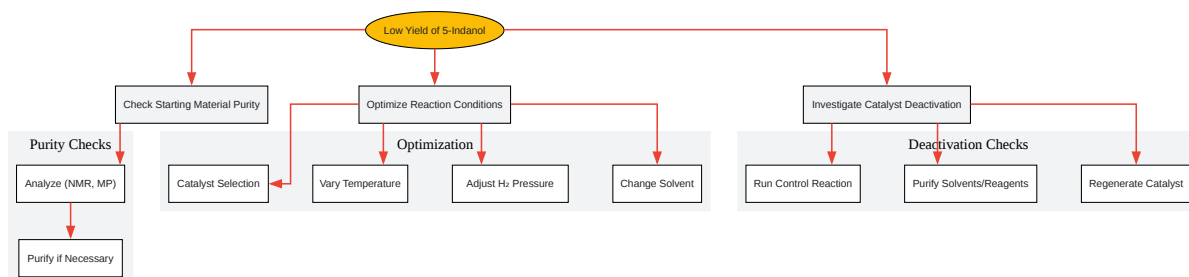 Low Yield of 5-Indanol
Check Starting Material Purity
Optimize Reaction Conditions
Investigate Catalyst Deactivation
Purity Checks
Optimization
Deactivation Checks
Analyze (NMR, MP)
Catalyst Selection
Vary Temperature
Adjust H₂ Pressure
Change Solvent
Run Control Reaction
Purify Solvents/Reagents
Regenerate Catalyst
Purify if Necessary